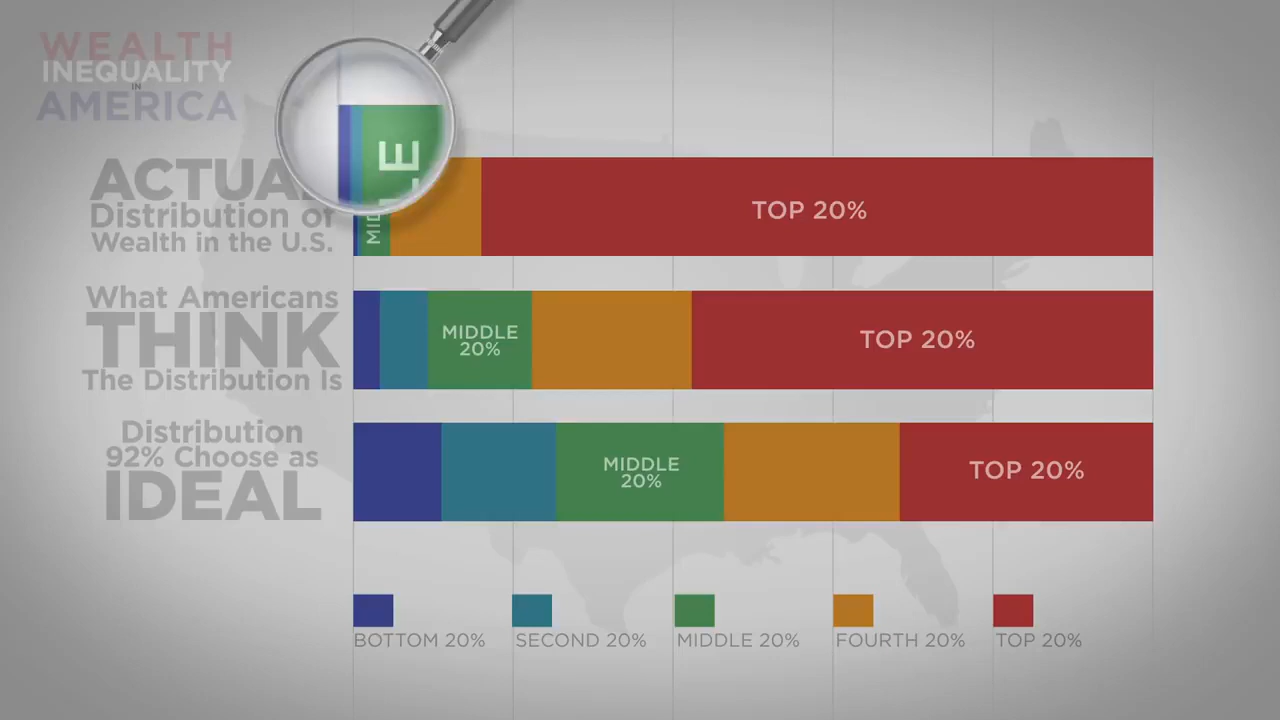 WEALTH
INEQUALITY
IN
AMERICA
ACTUAL
Distribution of
Wealth in the U.S.
TOP 20%
What Americans
THINK
The Distribution Is
MIDDLE
20%
TOP 20%
Distribution
92% Choose as
IDEAL
MIDDLE
20%
TOP 20%
BOTTOM 20%
SECOND 20%
MIDDLE 20%
FOURTH 20%
TOP 20%